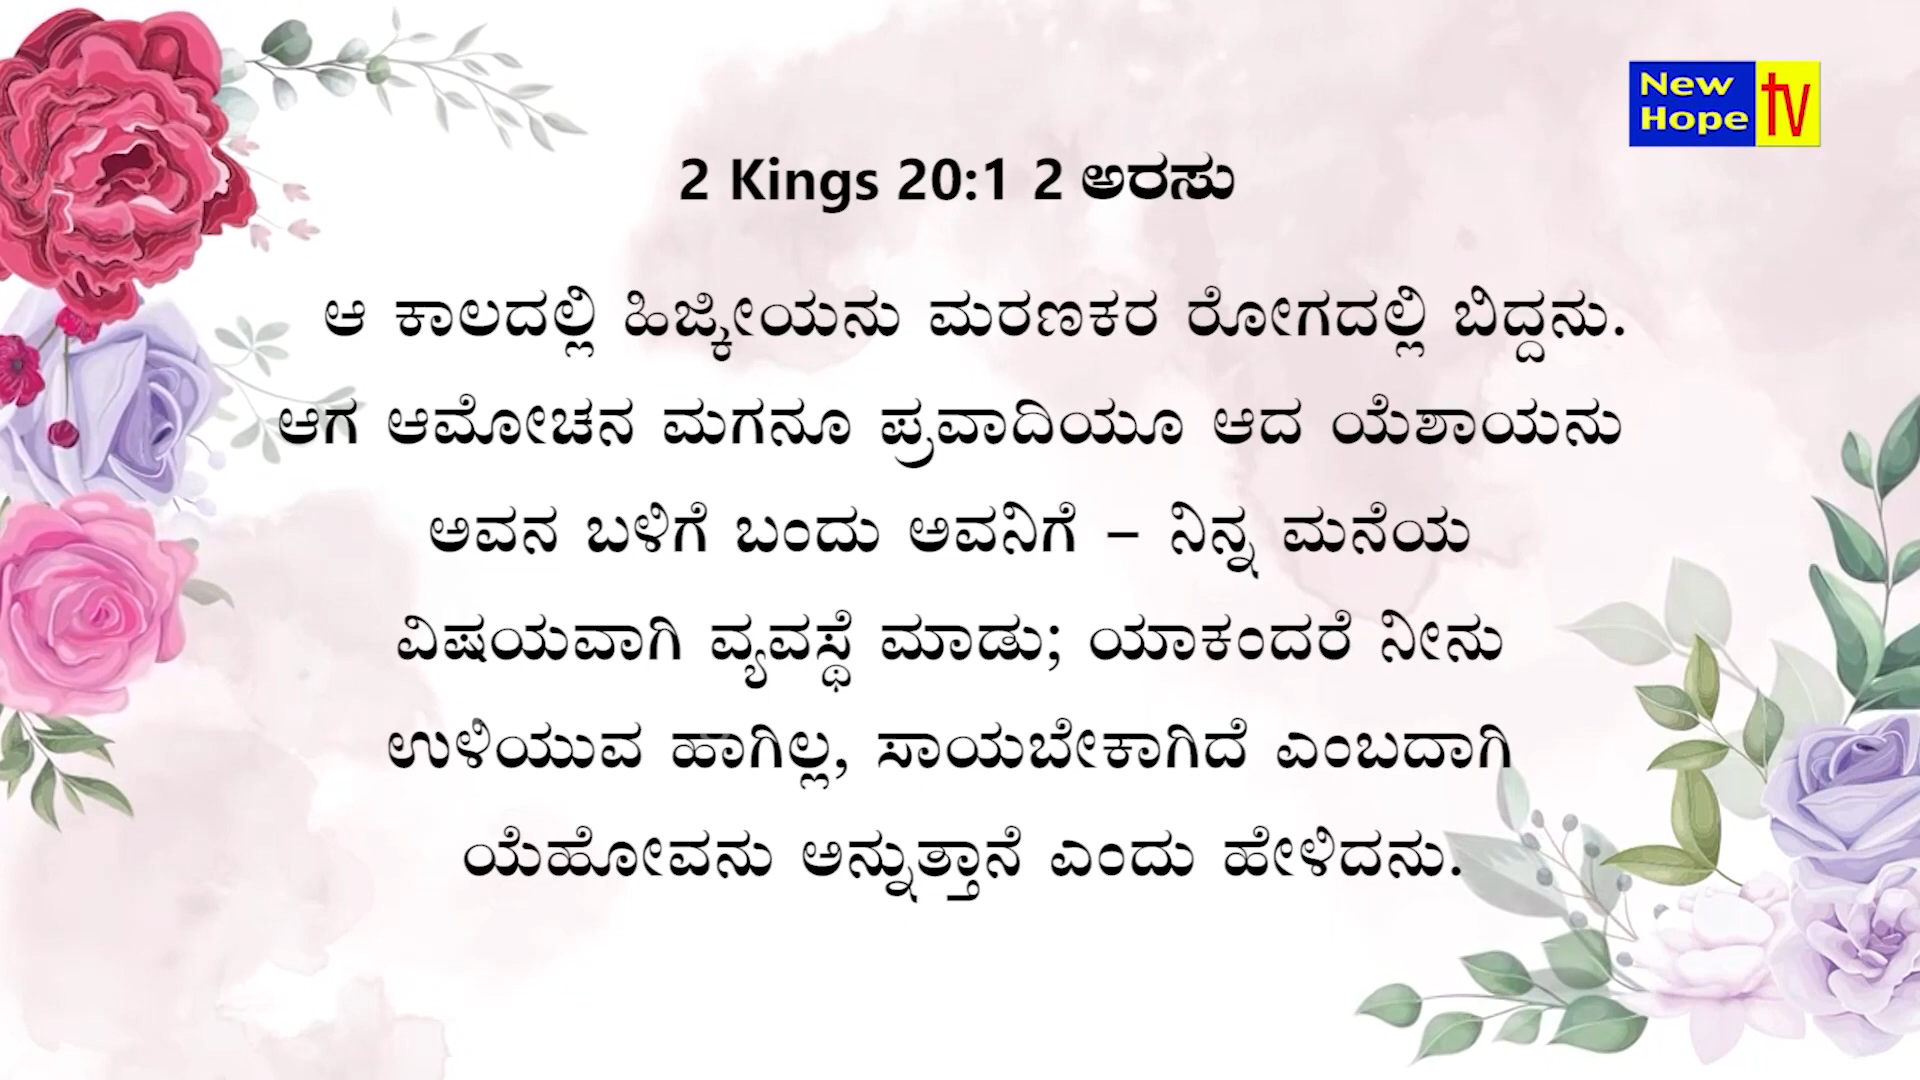 New
Hope tv
2 Kings 20:1 2 ಅರಸು
ಆ ಕಾಲದಲ್ಲಿ ಹಿಜ್ಕೀಯನು ಮರಣಕರ ರೋಗದಲ್ಲಿ ಬಿದ್ದನು.
ಆಗ ಆಮೋಚನ ಮಗನೂ ಪ್ರವಾದಿಯೂ ಆದ ಯೆಶಾಯನು
ಅವನ ಬಳಿಗೆ ಬಂದು ಅವನಿಗೆ – ನಿನ್ನ ಮನೆಯ
ವಿಷಯವಾಗಿ ವ್ಯವಸ್ಥೆ ಮಾಡು; ಯಾಕಂದರೆ ನೀನು
ಉಳಿಯುವ ಹಾಗಿಲ್ಲ, ಸಾಯಬೇಕಾಗಿದೆ ಎಂಬದಾಗಿ
ಯೆಹೋವನು ಅನ್ನುತ್ತಾನೆ ಎಂದು ಹೇಳಿದನು.